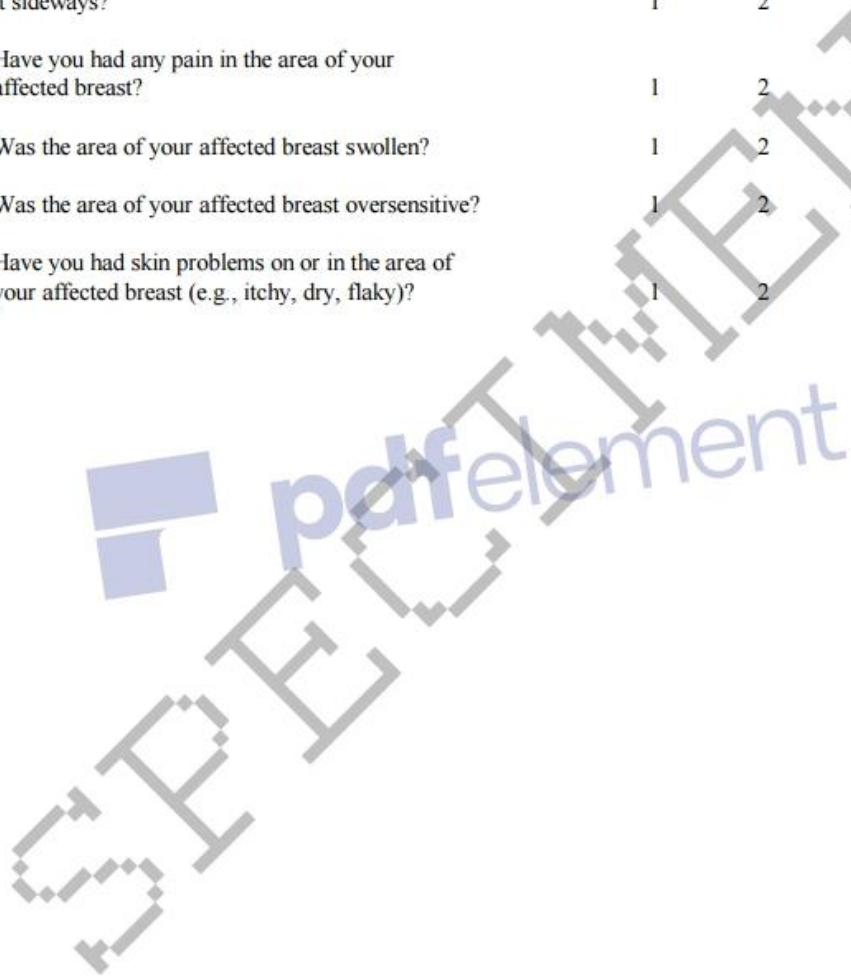 t sideways? 1 2
Have you had any pain in the area of your
affected breast? 1 2
Was the area of your affected breast swollen? 1 2
Was the area of your affected breast oversensitive? 1 2
Have you had skin problems on or in the area of
your affected breast (e.g., itchy, dry, flaky)? 1 2
pdfelement
SPECIMEN